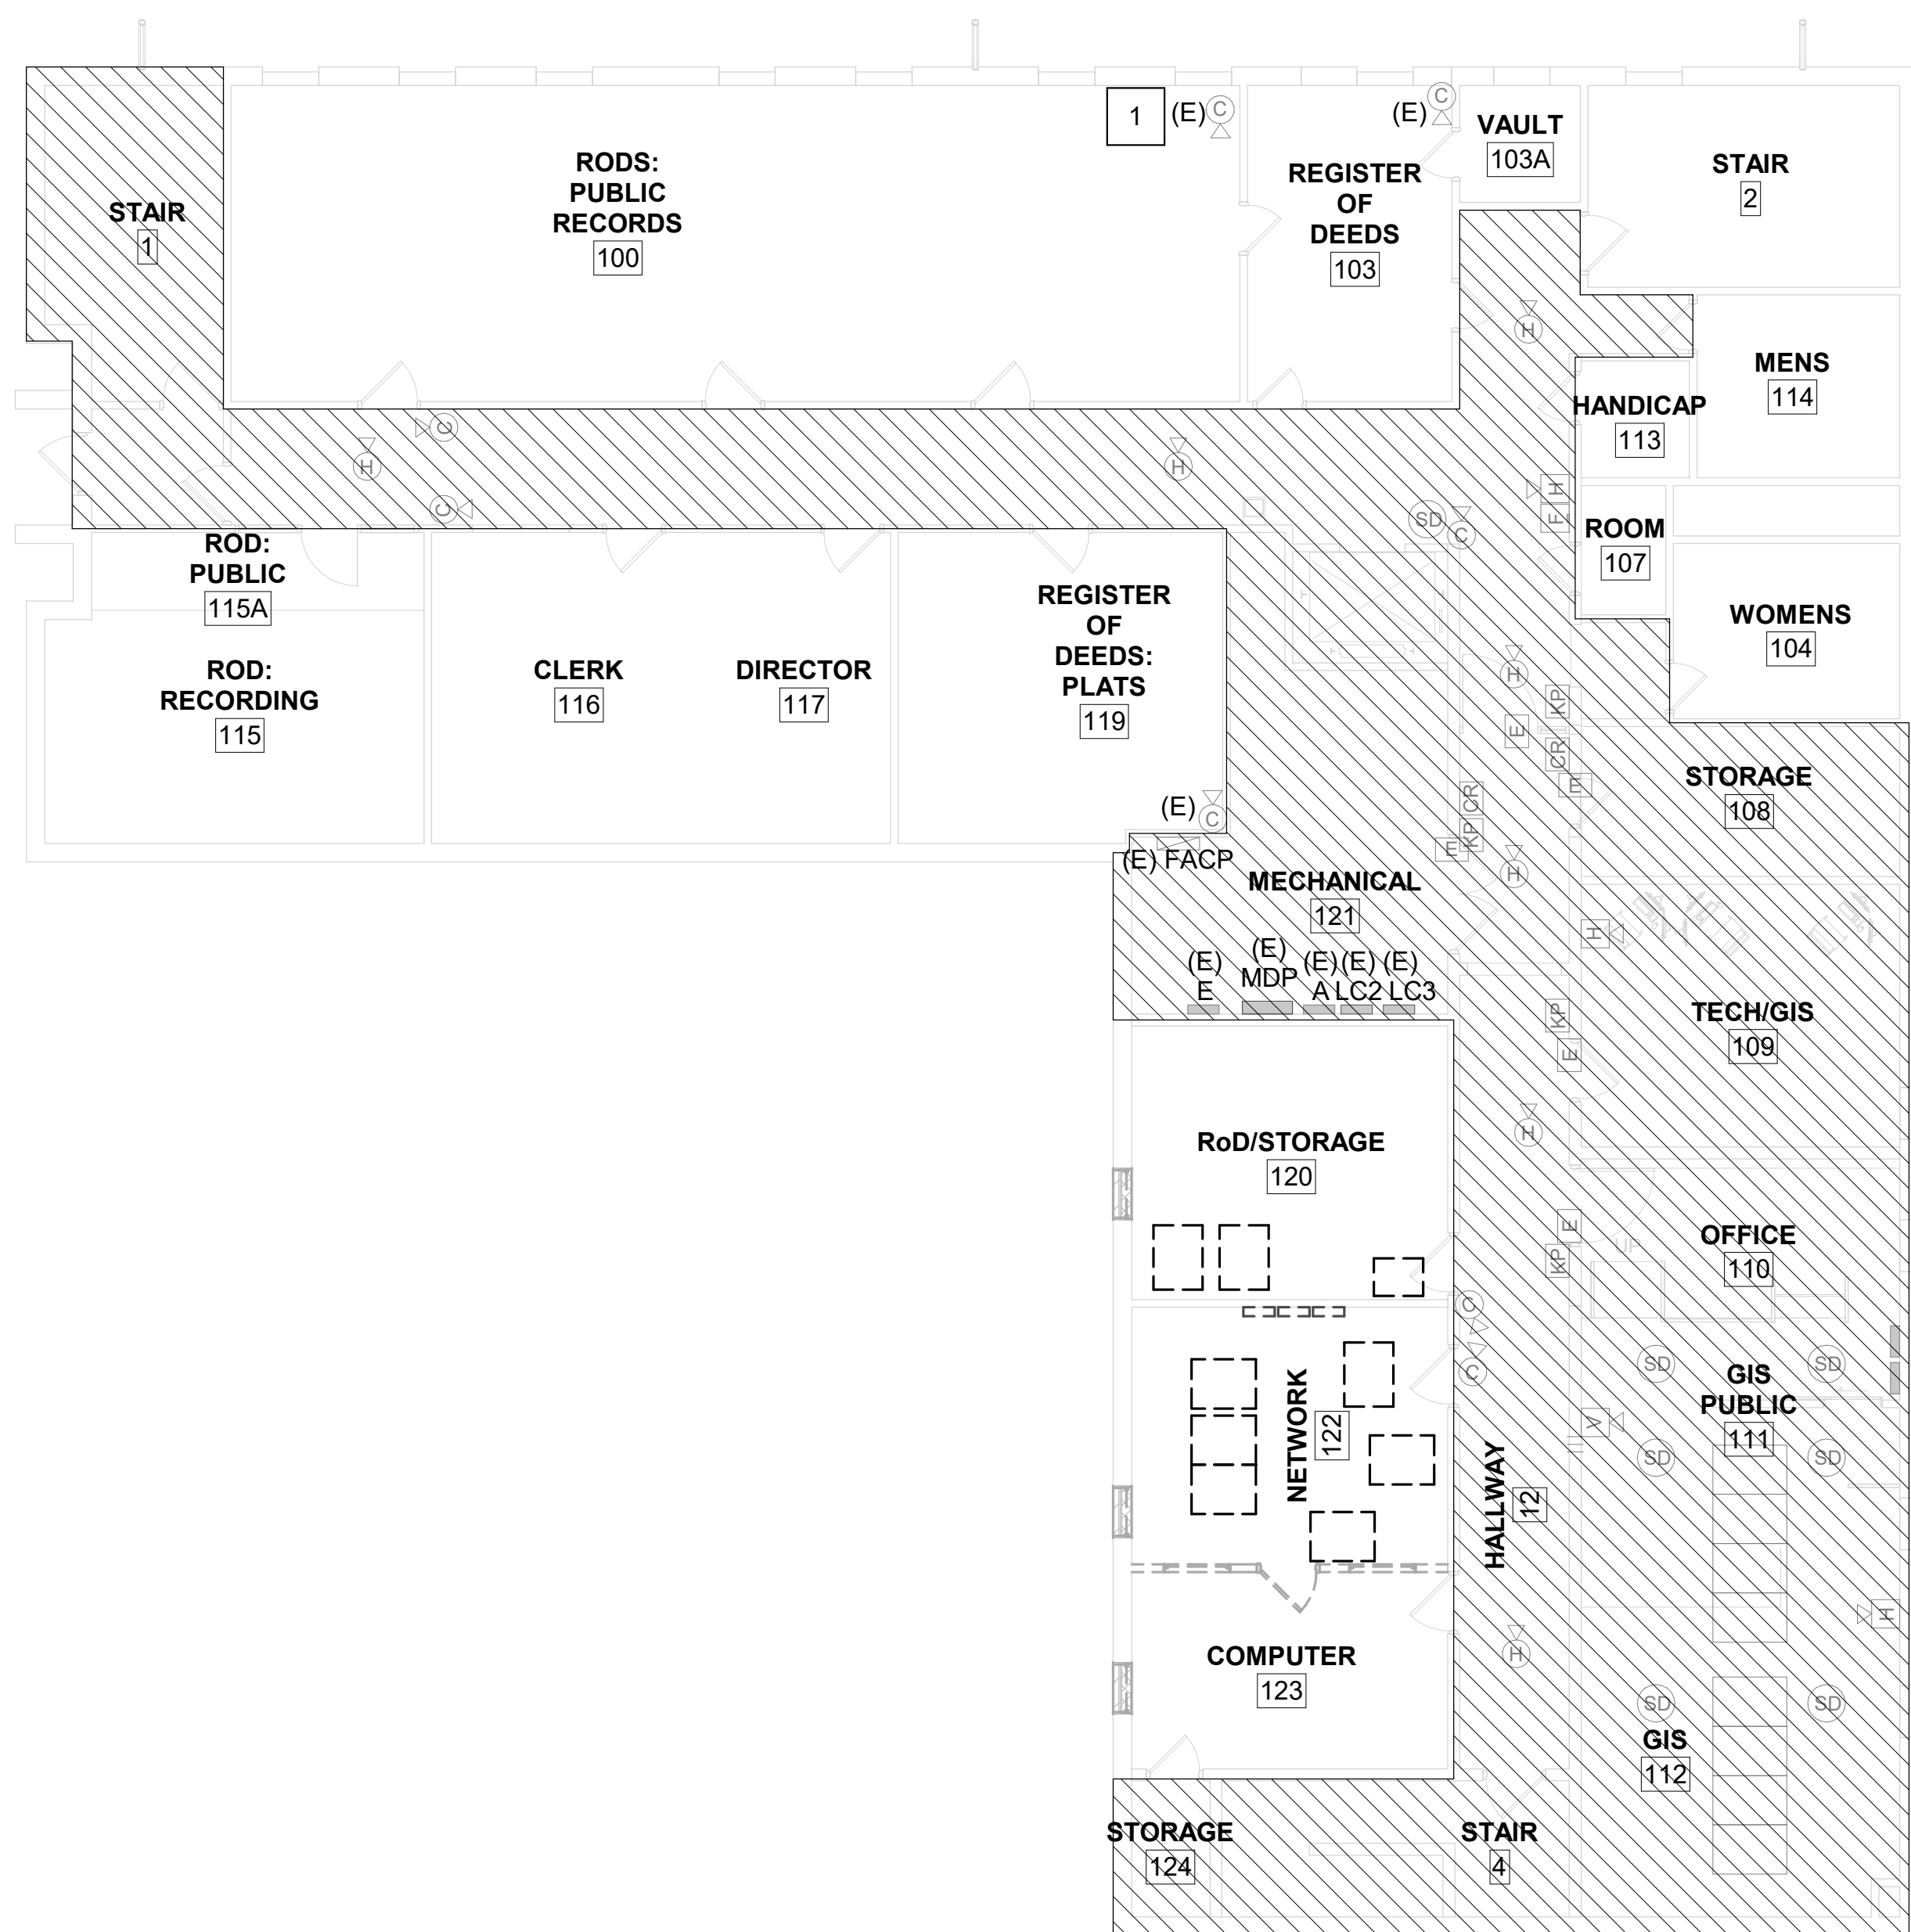 1
(E)
C
(E)
C
VAULT
103A
STAIR
2
RODS:
PUBLIC
RECORDS
100
REGISTER
OF
DEEDS
103
STAIR
1
H
MENS
114
HANDICAP
113
C
H
H
C
H
F
SD
C
ROOM
107
ROD:
PUBLIC
115A
REGISTER
OF
DEEDS:
PLATS
119
WOMENS
104
ROD:
RECORDING
115
CLERK
116
DIRECTOR
117
H
KP
E
CR
E
STORAGE
108
(E)
C
CR
KP
E
(E) FACP
H
MECHANICAL
121
H
(E)
E
(E)
MDP
(E)
A
(E)
LC2
(E)
LC3
KP
E
TECH/GIS
109
H
RoD/STORAGE
120
E
KP
UP
OFFICE
110
C
C
SD
SD
GIS
PUBLIC
111
NETWORK
122
V
SD
SD
HALLWAY
12
H
H
COMPUTER
123
SD
SD
GIS
112
STORAGE
124
STAIR
4